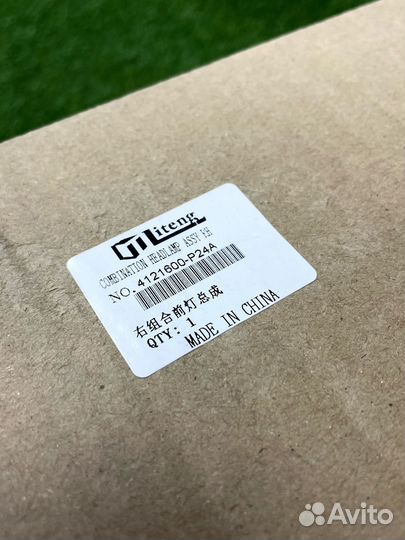 Liteng
COMBINATION HEADLAMP ASSY RH
NO. 4121600-P24A
右组合前灯总成
QTY: 1
MADE IN CHINA
Avito